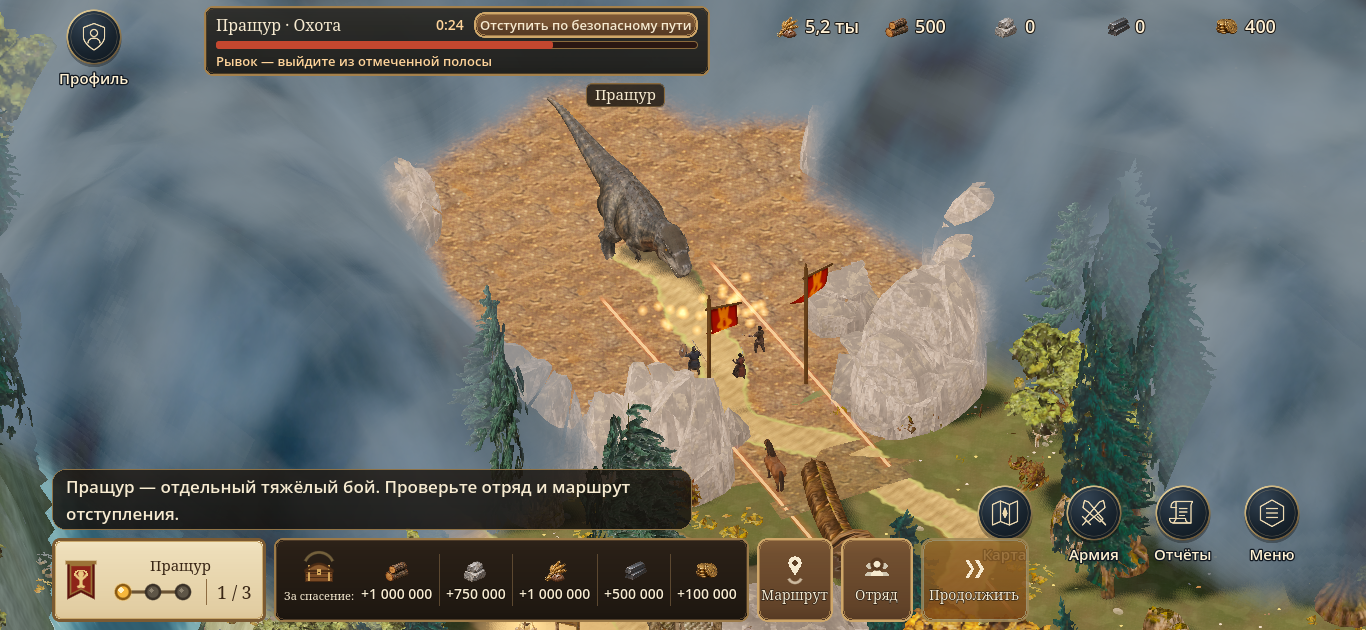 Пращур · Охота
0:24
Отступить по безопасному пути
Рывок — выйдите из отмеченной полосы
5,2 ты
500
0
0
400
Профиль
Пращур
Пращур — отдельный тяжёлый бой. Проверьте отряд и маршрут
отступления.
Карта
Армия
Отчёты
Меню
Пращур
1 / 3
За спасение:
+1 000 000
+750 000
+1 000 000
+500 000
+100 000
Маршрут
Отряд
Продолжить